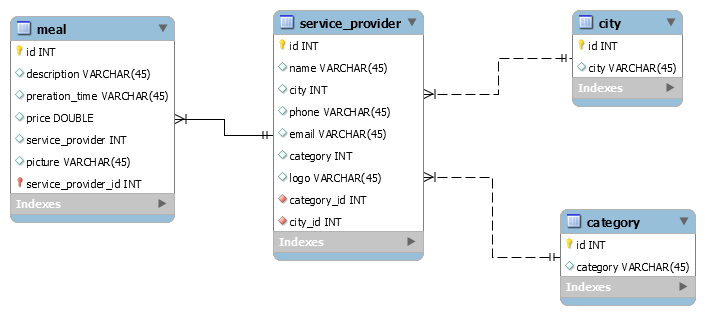 meal
id INT
description VARCHAR(45)
preration_time VARCHAR(45)
price DOUBLE
service_provider INT
picture VARCHAR(45)
service_provider_id INT
Indexes
service_provider
id INT
name VARCHAR(45)
city INT
phone VARCHAR(45)
email VARCHAR(45)
category INT
logo VARCHAR(45)
category_id INT
city_id INT
Indexes
city
id INT
city VARCHAR(45)
Indexes
category
id INT
category VARCHAR(45)
Indexes